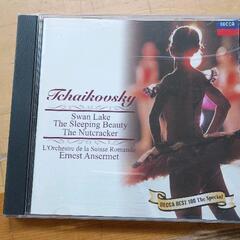 DECCA
Tchaikovsky
Swan Lake
The Sleeping Beauty
The Nutcracker
L'Orchestre de la Suisse Romande
Ernest Ansermet
DECCA BEST 100 The Special